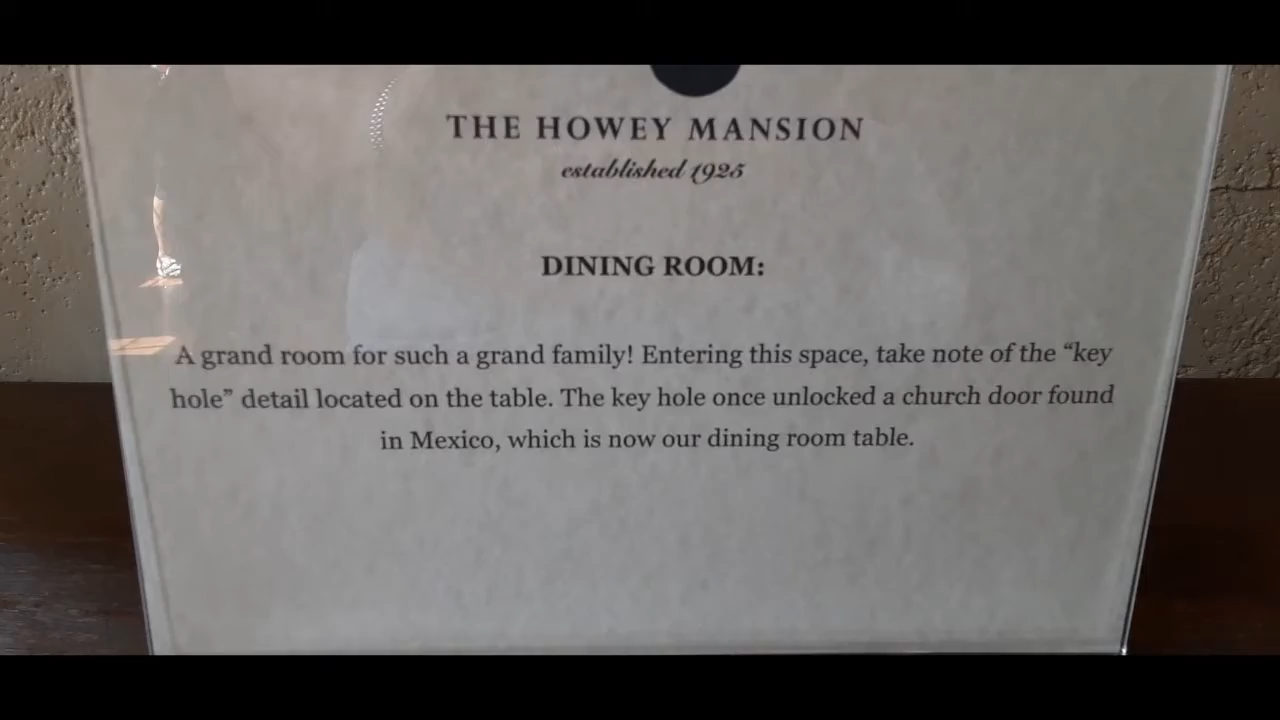 THE HOWEY MANSION
established 1925
DINING ROOM:
A grand room for such a grand family! Entering this space, take note of the “key
hole” detail located on the table. The key hole once unlocked a church door found
in Mexico, which is now our dining room table.